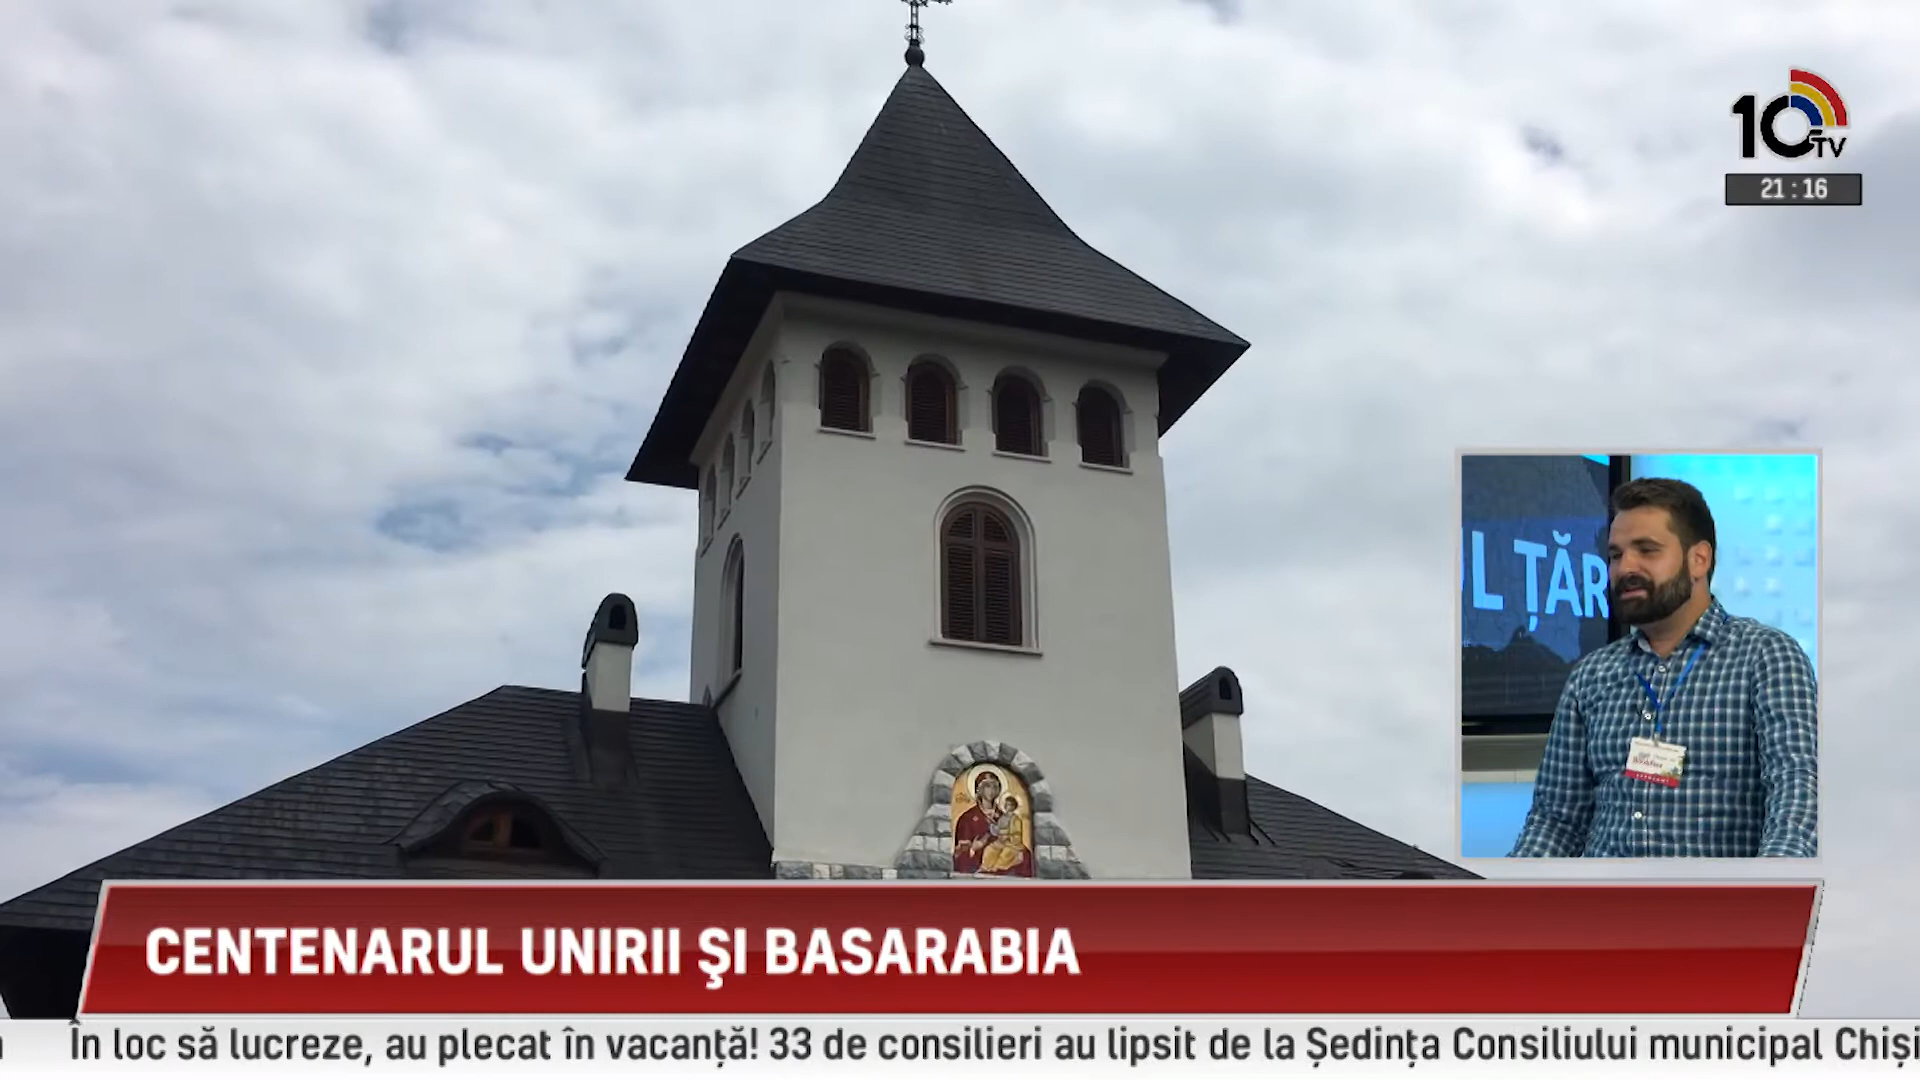 10 TV
21 : 16
UL ȚĂR
CENTENARUL UNIRII ŞI BASARABIA
În loc să lucreze, au plecat în vacanță! 33 de consilieri au lipsit de la Ședința Consiliului municipal Chiși